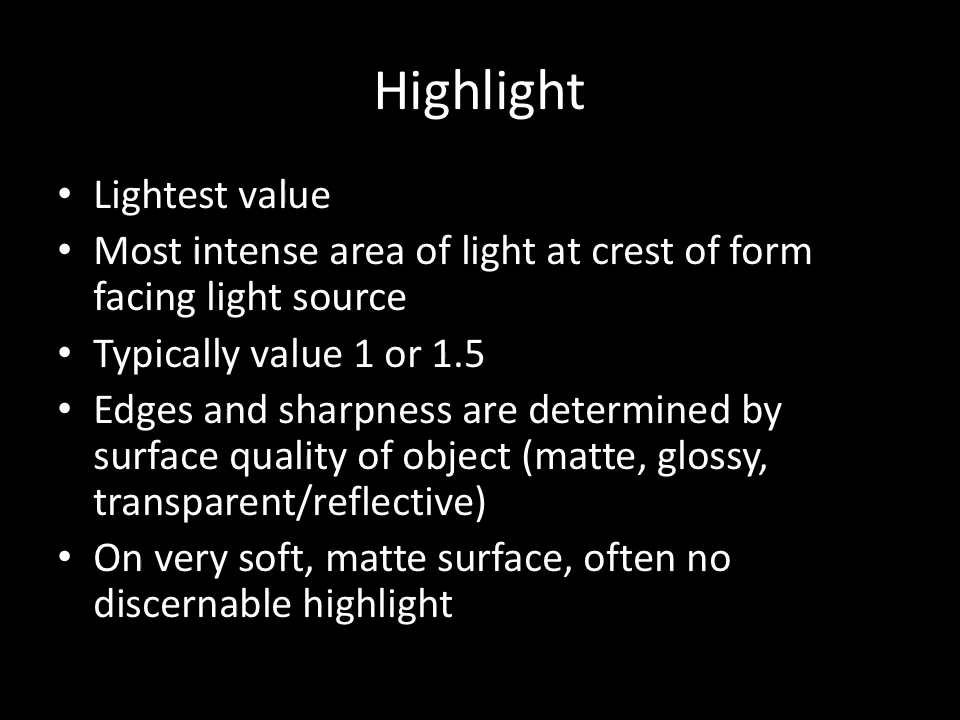 Highlight
• Lightest value
• Most intense area of light at crest of form
facing light source
• Typically value 1 or 1.5
• Edges and sharpness are determined by
surface quality of object (matte, glossy,
transparent/reflective)
• On very soft, matte surface, often no
discernable highlight